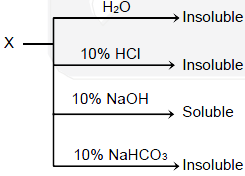 H₂O
Insoluble
X
10% HCl
Insoluble
10% NaOH
Soluble
10% NaHCO₃
Insoluble